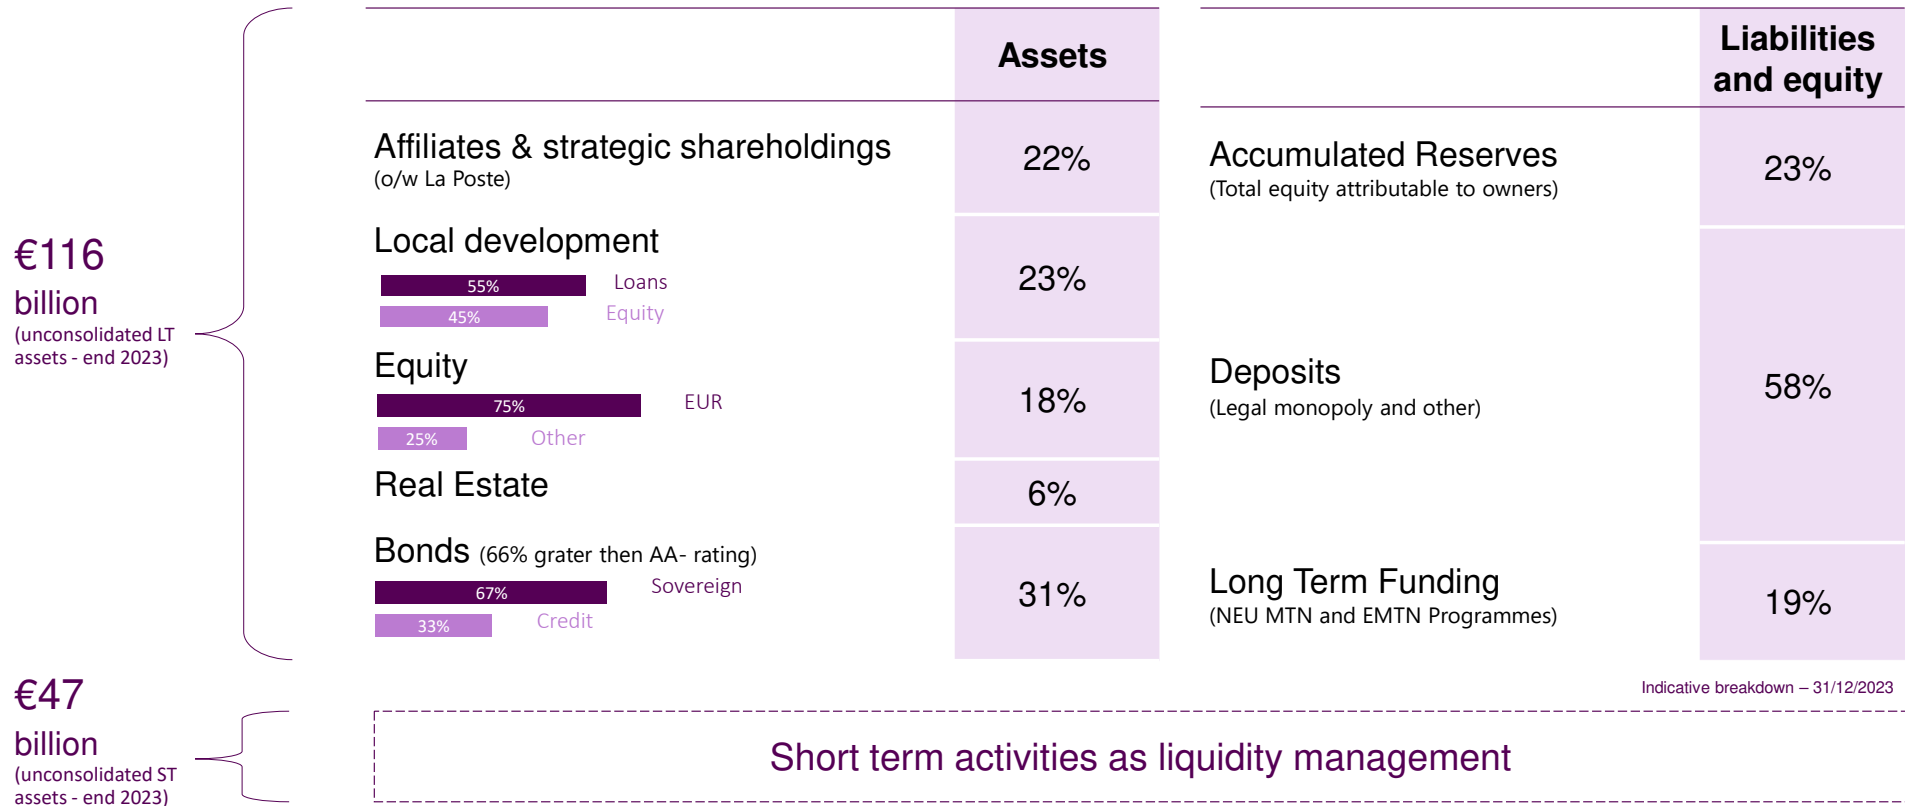 €116
billion
(unconsolidated LT
assets - end 2023)
Assets
Affiliates & strategic shareholdings
(o/w La Poste)
22%
Local development
55%
Loans
45%
Equity
23%
Equity
75%
EUR
25%
Other
18%
Real Estate
6%
Bonds (66% grater then AA- rating)
67%
Sovereign
33%
Credit
31%
Liabilities
and equity
Accumulated Reserves
(Total equity attributable to owners)
23%
Deposits
(Legal monopoly and other)
58%
Long Term Funding
(NEU MTN and EMTN Programmes)
19%
Indicative breakdown – 31/12/2023
€47
billion
(unconsolidated ST
assets - end 2023)
Short term activities as liquidity management